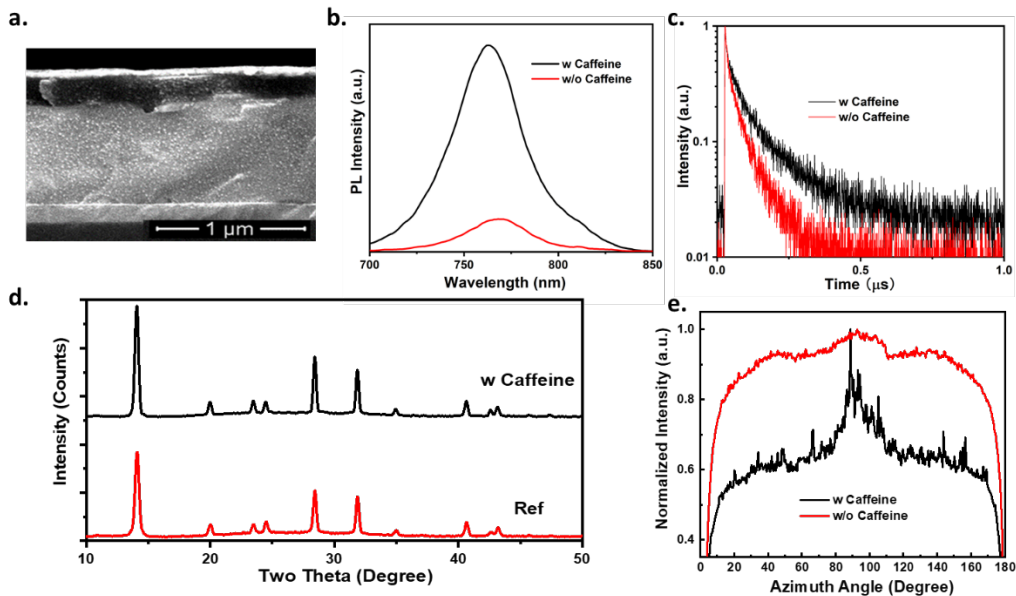 a.
1 μm
b.
PL Intensity (a.u.)
w Caffeine
w/o Caffeine
700
750
800
850
Wavelength (nm)
c.
Intensity (a.u.)
1
0.1
0.01
w Caffeine
w/o Caffeine
0.0
0.5
1.0
Time (μs)
d.
Intensity (Counts)
w Caffeine
Ref
10
20
30
40
50
Two Theta (Degree)
e.
Normalized Intensity (a.u.)
1.0
0.8
0.6
0.4
w Caffeine
w/o Caffeine
0 20 40 60 80 100 120 140 160 180
Azimuth Angle (Degree)